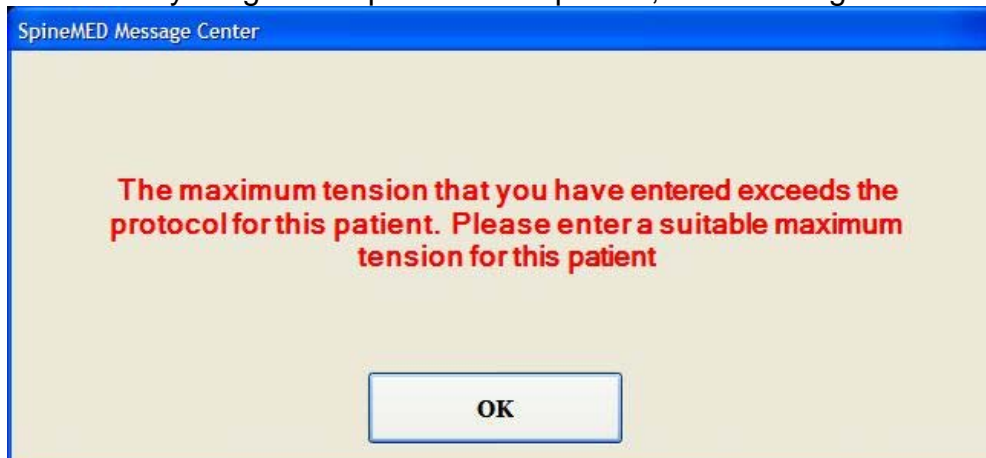 SpineMED Message Center
The maximum tension that you have entered exceeds the
protocol for this patient. Please enter a suitable maximum
tension for this patient
OK